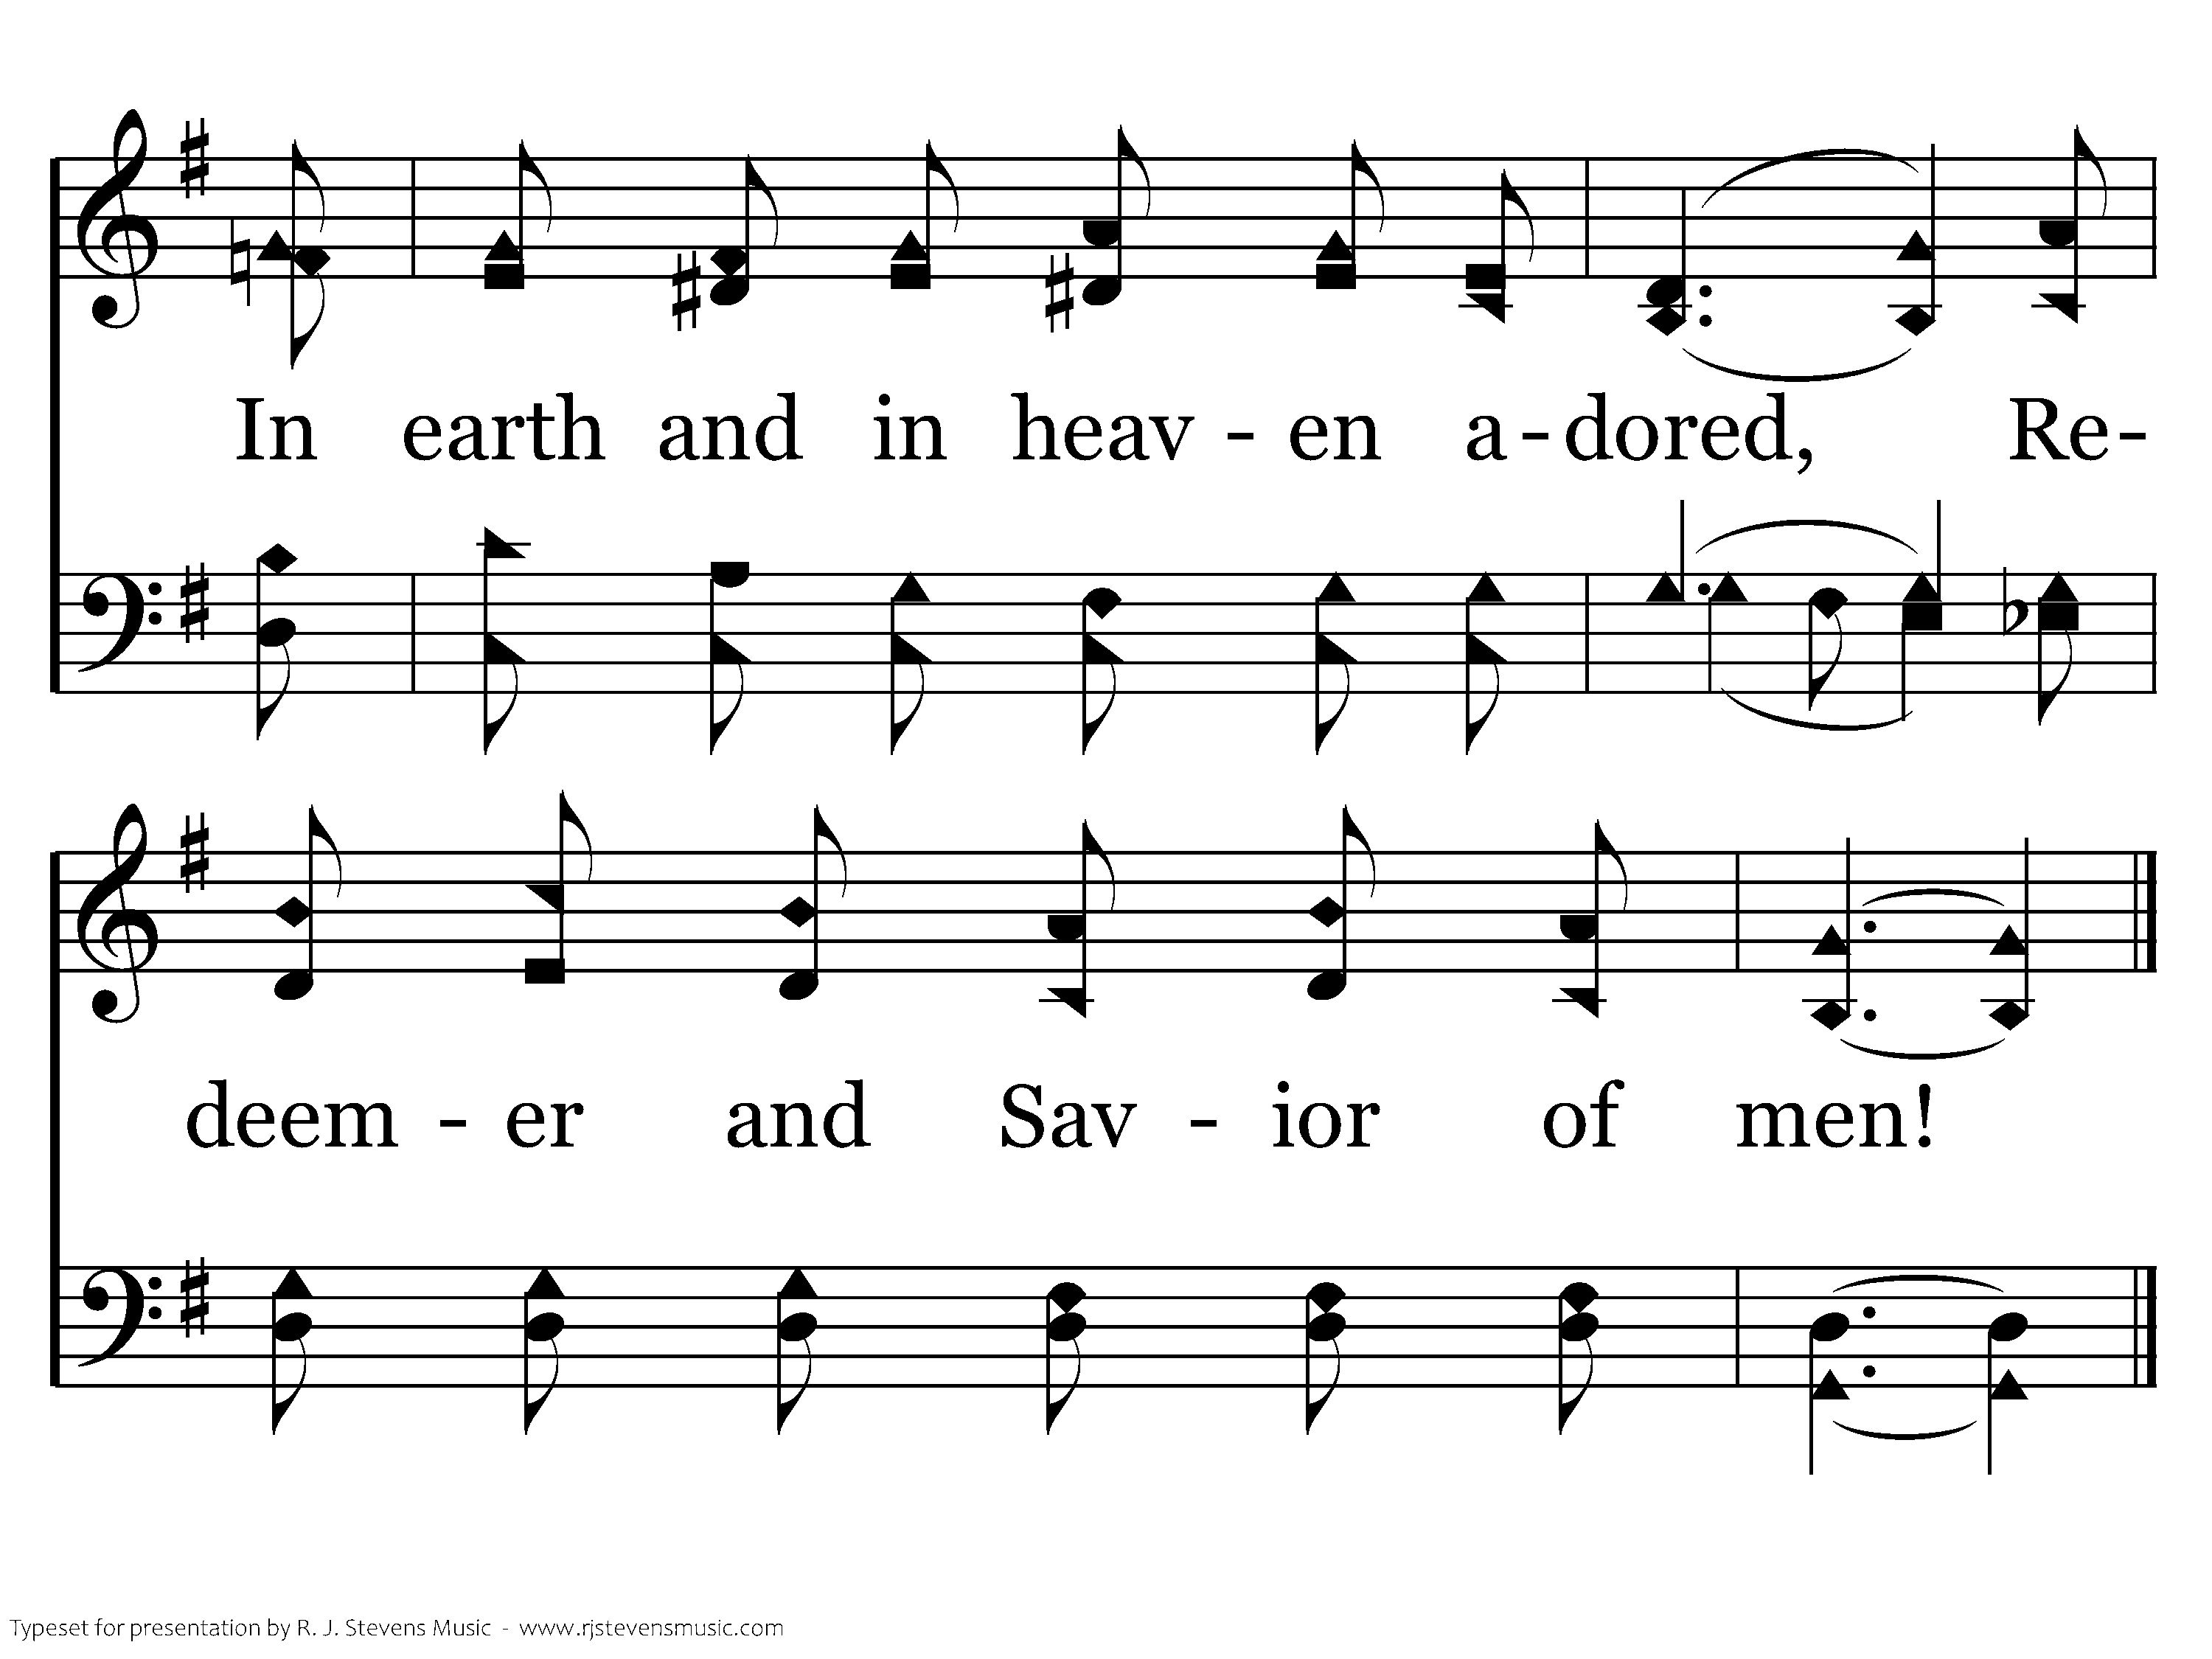 In earth and in heav - en a - dored, Re -
deem - er and Sav - ior of men!
Typeset for presentation by R. J. Stevens Music - www.rjstevensmusic.com